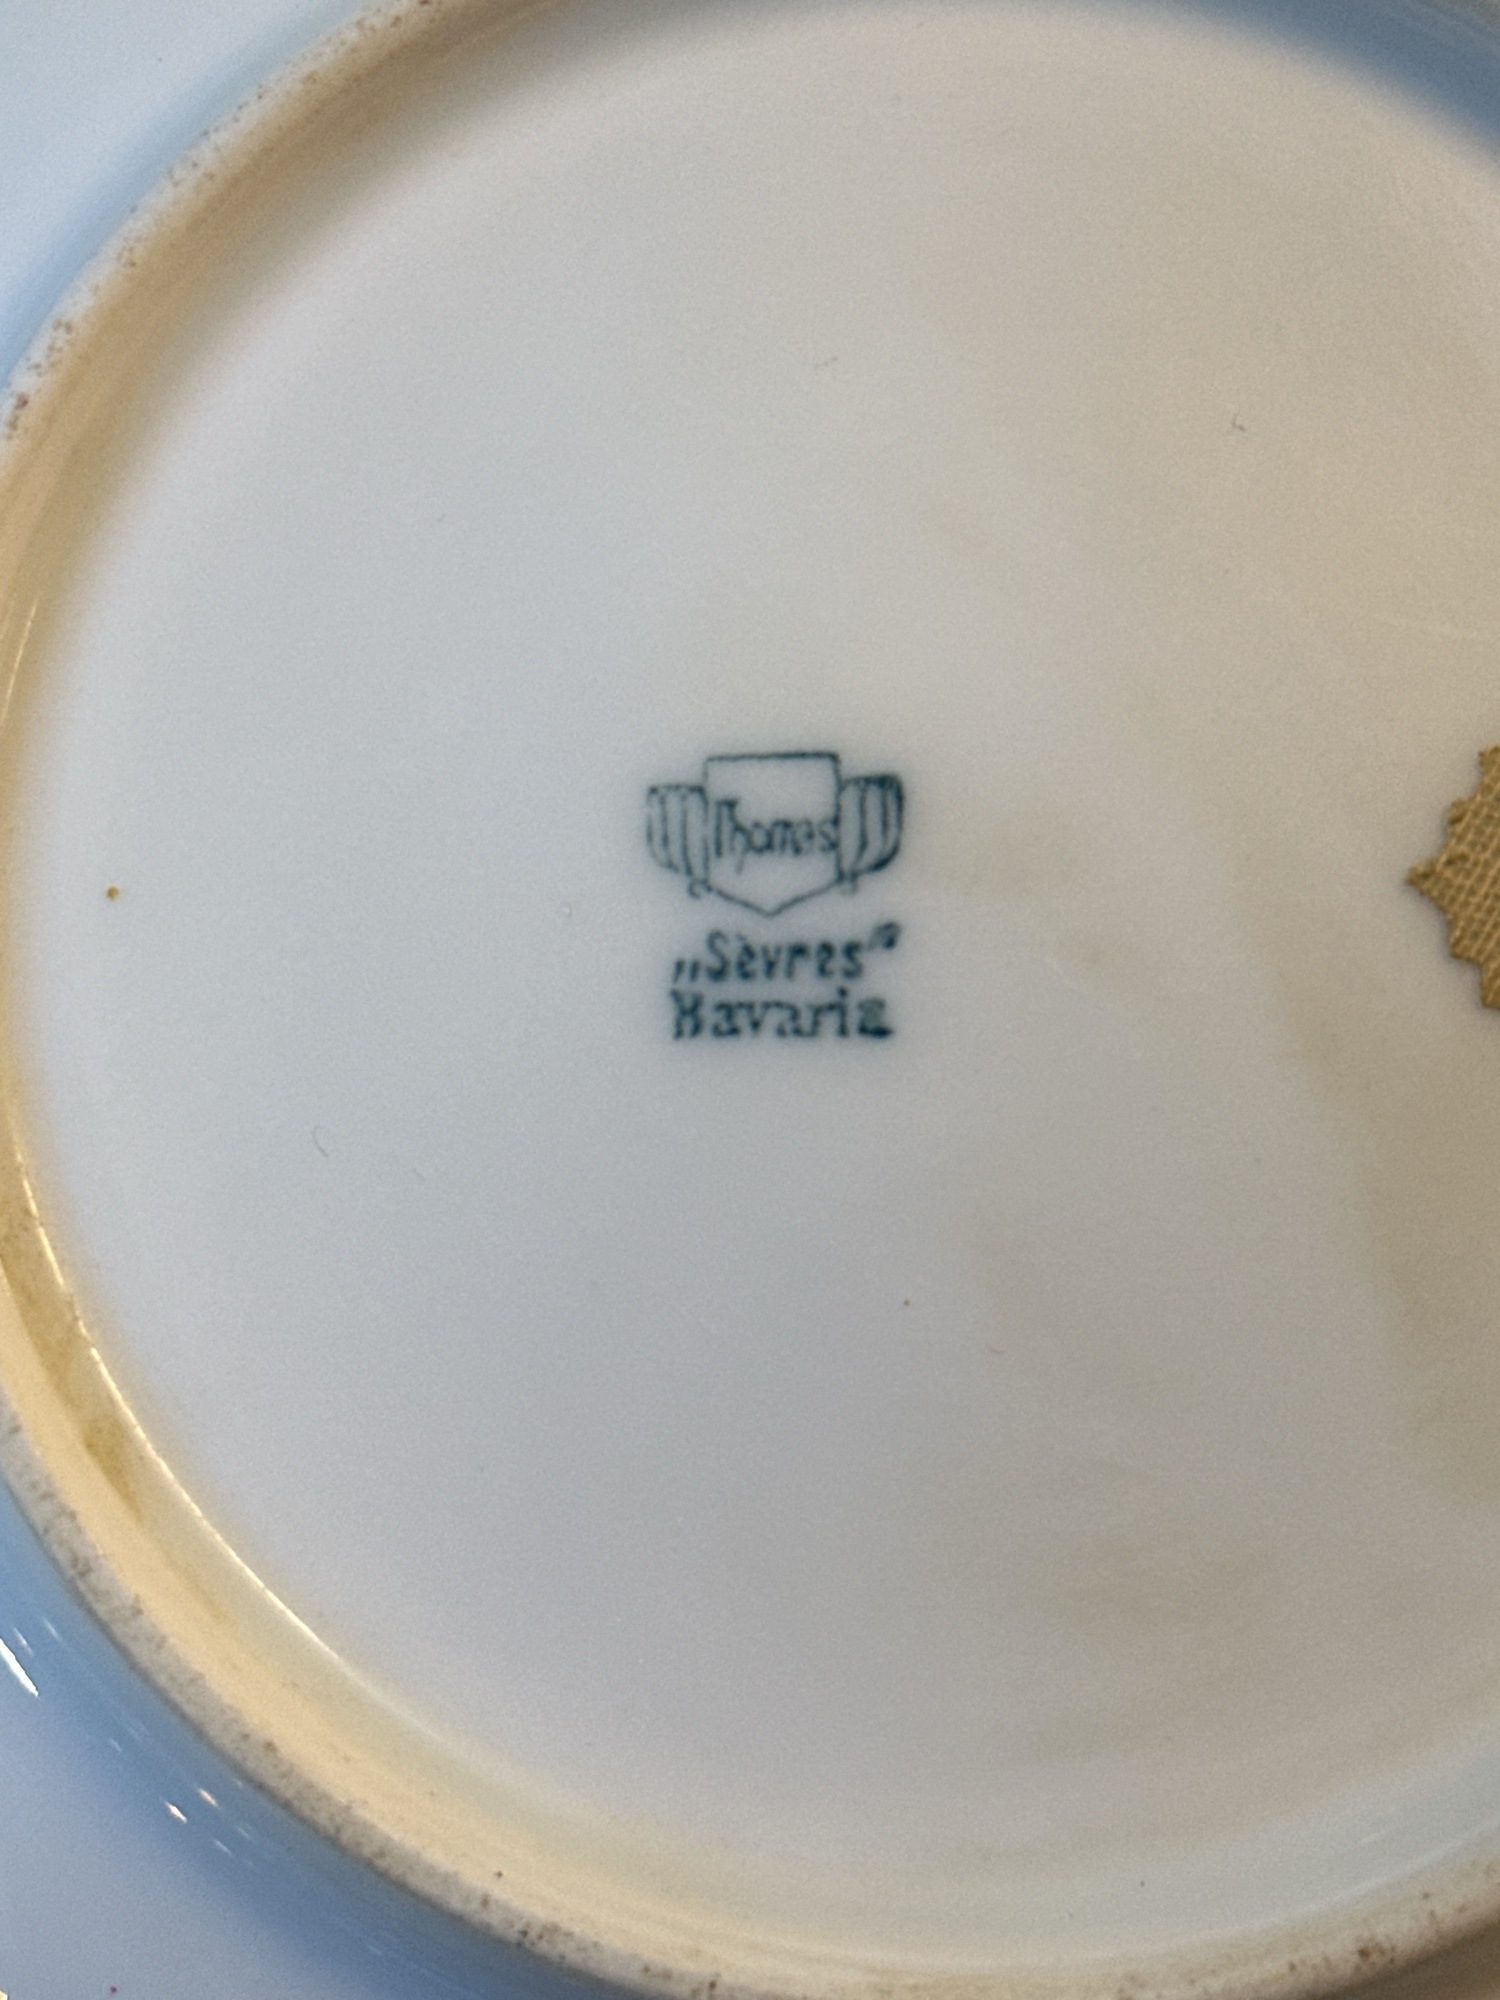 Thomas
„Sèvres“
Bavaria